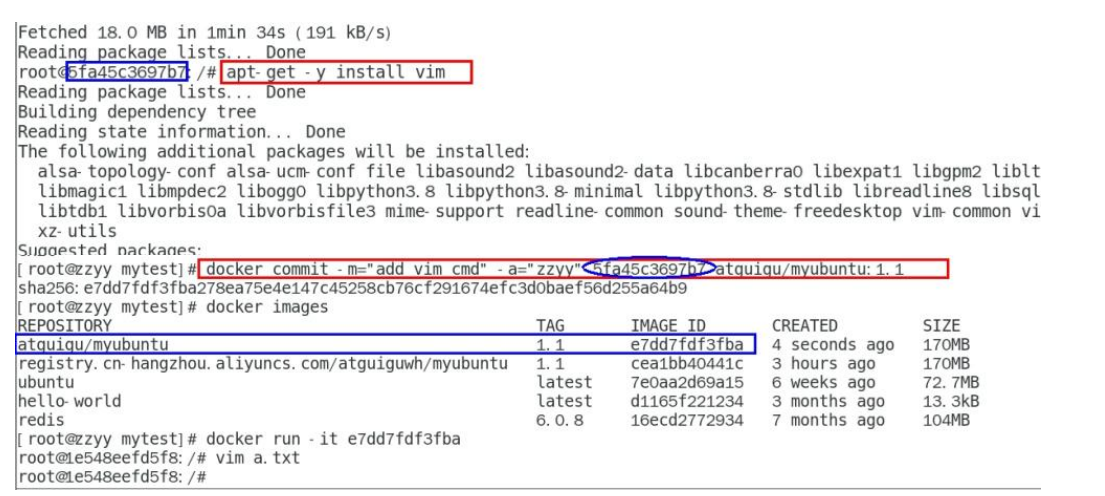 Fetched 18.0 MB in 1min 34s (191 kB/s)
Reading package lists... Done
root@5fa45c3697b7:/# apt-get -y install vim
Reading package lists... Done
Building dependency tree
Reading state information... Done
The following additional packages will be installed:
alsa-topology-conf alsa-ucm-conf file libasound2 libasound2-data libcanberra0 libexpat1 libgpm2 liblt
libmagic1 libmpdec2 libogg0 libpython3.8 libpython3.8-minimal libpython3.8-stdlib libreadline8 libsql
libtdb1 libvorbis0a libvorbisfile3 mime-support readline-common sound-theme-freedesktop vim-common vi
xz-utils
Suggested packages:
[root@zzyy mytest]# docker commit -m="add vim cmd" -a="zzyy" 5fa45c3697b7 atguigu/myubuntu:1.1
sha256:e7dd7fdf3fba278ea75e4e147c45258cb76cf291674efc3d0baef56d255a64b9
[root@zzyy mytest]# docker images
REPOSITORY TAG IMAGE ID CREATED SIZE
atguigu/myubuntu 1.1 e7dd7fdf3fba 4 seconds ago 170MB
registry.cn-hangzhou.aliyuncs.com/atguiguwh/myubuntu 1.1 cea1bb40441c 3 hours ago 170MB
ubuntu latest 7e0aa2d69a15 6 weeks ago 72.7MB
hello-world latest d1165f221234 3 months ago 13.3kB
redis 6.0.8 16ecd2772934 7 months ago 104MB
[root@zzyy mytest]# docker run -it e7dd7fdf3fba
root@1e548eefd5f8:/# vim a.txt
root@1e548eefd5f8:/#